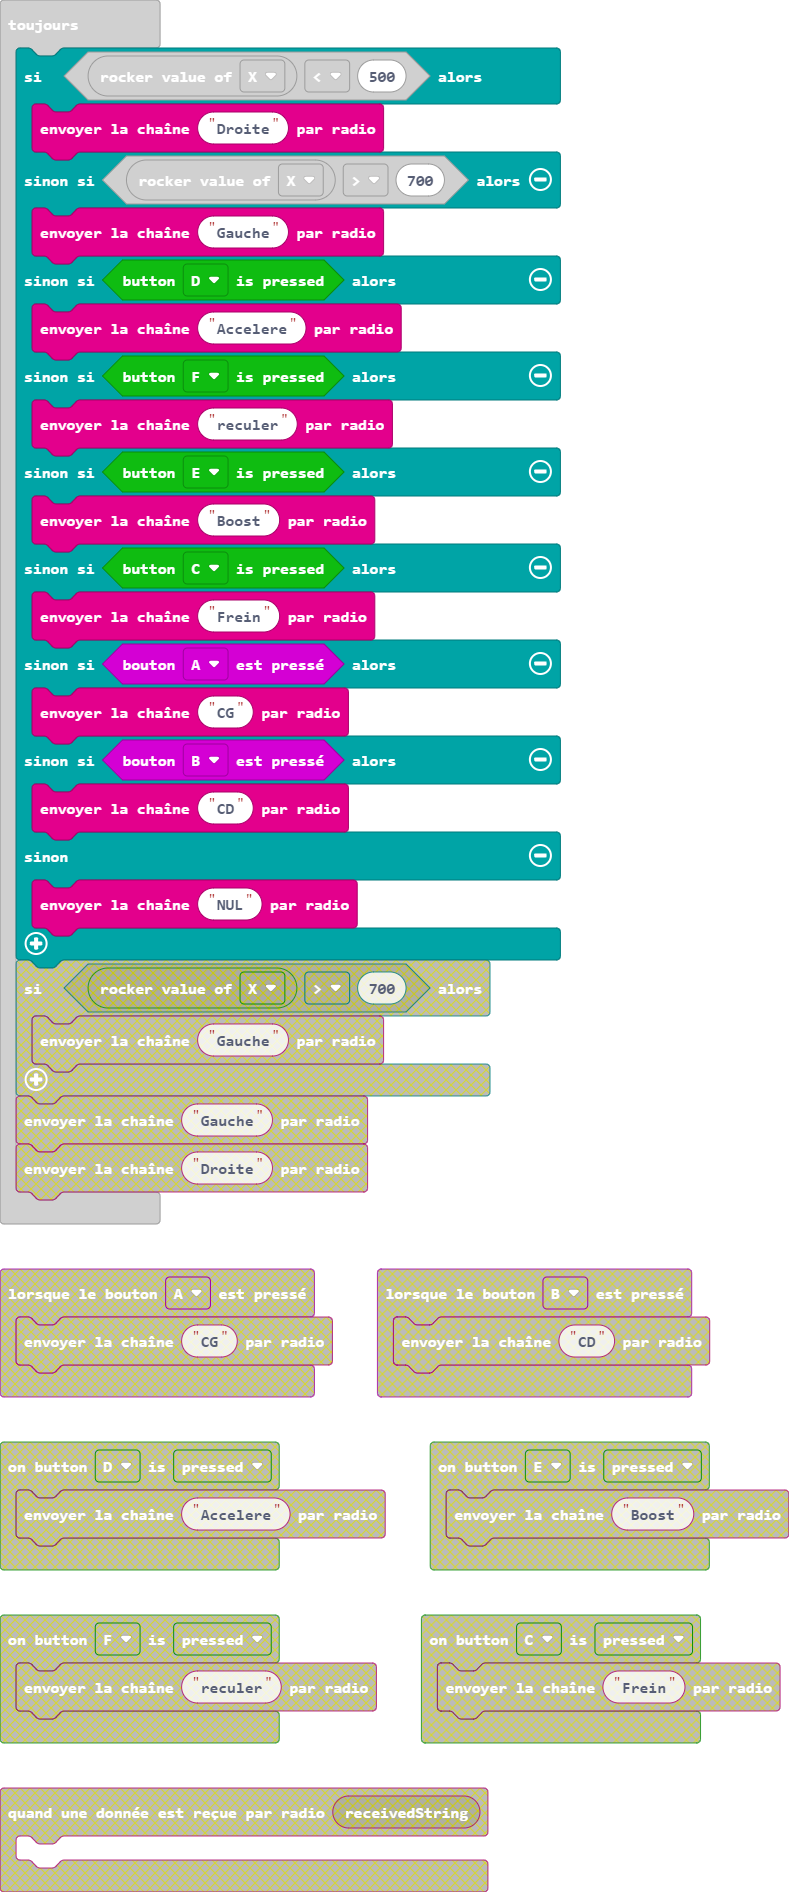 toujours
si rocker value of X < 500 alors
envoyer la chaîne "Droite" par radio
sinon si rocker value of X > 700 alors
envoyer la chaîne "Gauche" par radio
sinon si button D is pressed alors
envoyer la chaîne "Accelere" par radio
sinon si button F is pressed alors
envoyer la chaîne "reculer" par radio
sinon si button E is pressed alors
envoyer la chaîne "Boost" par radio
sinon si button C is pressed alors
envoyer la chaîne "Frein" par radio
sinon si bouton A est pressé alors
envoyer la chaîne "CG" par radio
sinon si bouton B est pressé alors
envoyer la chaîne "CD" par radio
sinon
envoyer la chaîne "NUL" par radio
si rocker value of X > 700 alors
envoyer la chaîne "Gauche" par radio
envoyer la chaîne "Gauche" par radio
envoyer la chaîne "Droite" par radio
lorsque le bouton A est pressé
envoyer la chaîne "CG" par radio
lorsque le bouton B est pressé
envoyer la chaîne "CD" par radio
on button D is pressed
envoyer la chaîne "Accelere" par radio
on button E is pressed
envoyer la chaîne "Boost" par radio
on button F is pressed
envoyer la chaîne "reculer" par radio
on button C is pressed
envoyer la chaîne "Frein" par radio
quand une donnée est reçue par radio receivedString